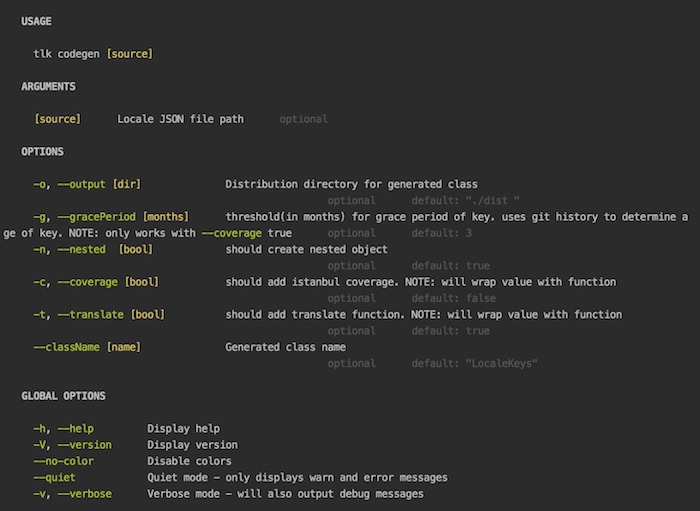 USAGE
tlk codegen [source]
ARGUMENTS
[source] Locale JSON file path optional
OPTIONS
-o, --output [dir] Distribution directory for generated class
optional default: "./dist "
-g, --gracePeriod [months] threshold(in months) for grace period of key. uses git history to determine a
ge of key. NOTE: only works with --coverage true optional default: 3
-n, --nested [bool] should create nested object
optional default: true
-c, --coverage [bool] should add istanbul coverage. NOTE: will wrap value with function
optional default: false
-t, --translate [bool] should add translate function. NOTE: will wrap value with function
optional default: true
--className [name] Generated class name
optional default: "LocaleKeys"
GLOBAL OPTIONS
-h, --help Display help
-V, --version Display version
--no-color Disable colors
--quiet Quiet mode - only displays warn and error messages
-v, --verbose Verbose mode - will also output debug messages